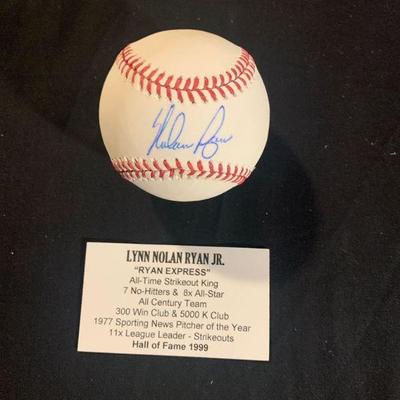 Nolan Ryan
LYNN NOLAN RYAN JR.
"RYAN EXPRESS"
All-Time Strikeout King
7 No-Hitters & 8x All-Star
All Century Team
300 Win Club & 5000 K Club
1977 Sporting News Pitcher of the Year
11x League Leader - Strikeouts
Hall of Fame 1999